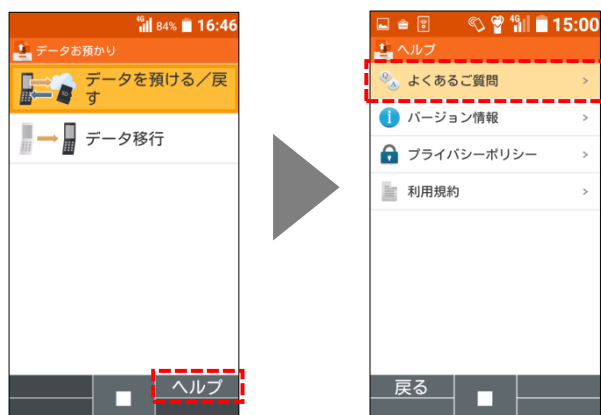 4G 84% 16:46
データお預かり
データを預ける／戻
す
データ移行
ヘルプ
4G 15:00
ヘルプ
よくあるご質問
バージョン情報
プライバシーポリシー
利用規約
戻る